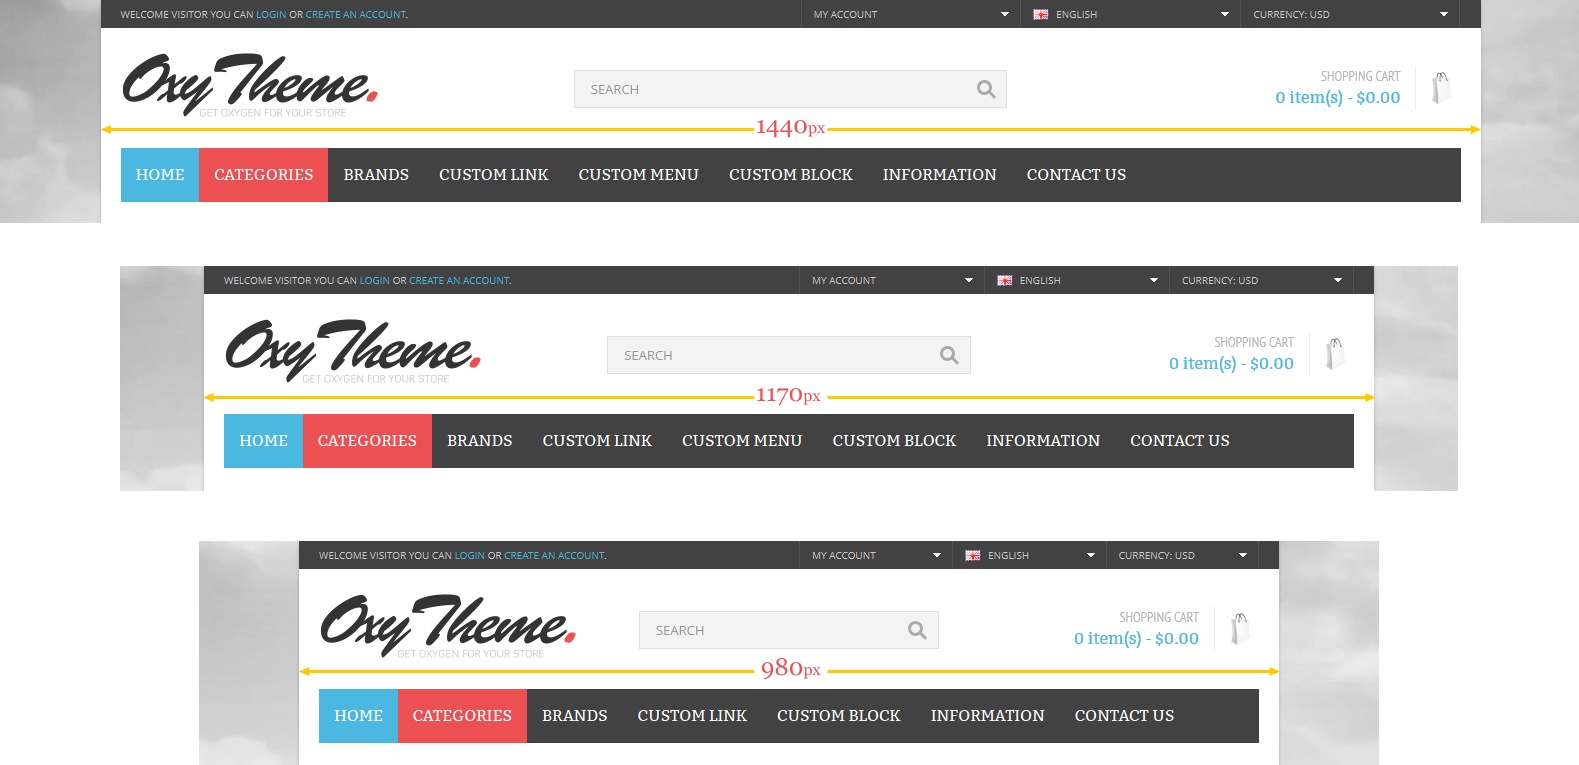 WELCOME VISITOR YOU CAN LOGIN OR CREATE AN ACCOUNT. MY ACCOUNT ENGLISH CURRENCY: USD
OxyTheme.
GET OXYGEN FOR YOUR STORE
SEARCH
SHOPPING CART
0 item(s) - $0.00
1440px
HOME CATEGORIES BRANDS CUSTOM LINK CUSTOM MENU CUSTOM BLOCK INFORMATION CONTACT US
WELCOME VISITOR YOU CAN LOGIN OR CREATE AN ACCOUNT. MY ACCOUNT ENGLISH CURRENCY: USD
OxyTheme.
GET OXYGEN FOR YOUR STORE
SEARCH
SHOPPING CART
0 item(s) - $0.00
1170px
HOME CATEGORIES BRANDS CUSTOM LINK CUSTOM MENU CUSTOM BLOCK INFORMATION CONTACT US
WELCOME VISITOR YOU CAN LOGIN OR CREATE AN ACCOUNT. MY ACCOUNT ENGLISH CURRENCY: USD
OxyTheme.
GET OXYGEN FOR YOUR STORE
SEARCH
SHOPPING CART
0 item(s) - $0.00
980px
HOME CATEGORIES BRANDS CUSTOM LINK CUSTOM BLOCK INFORMATION CONTACT US